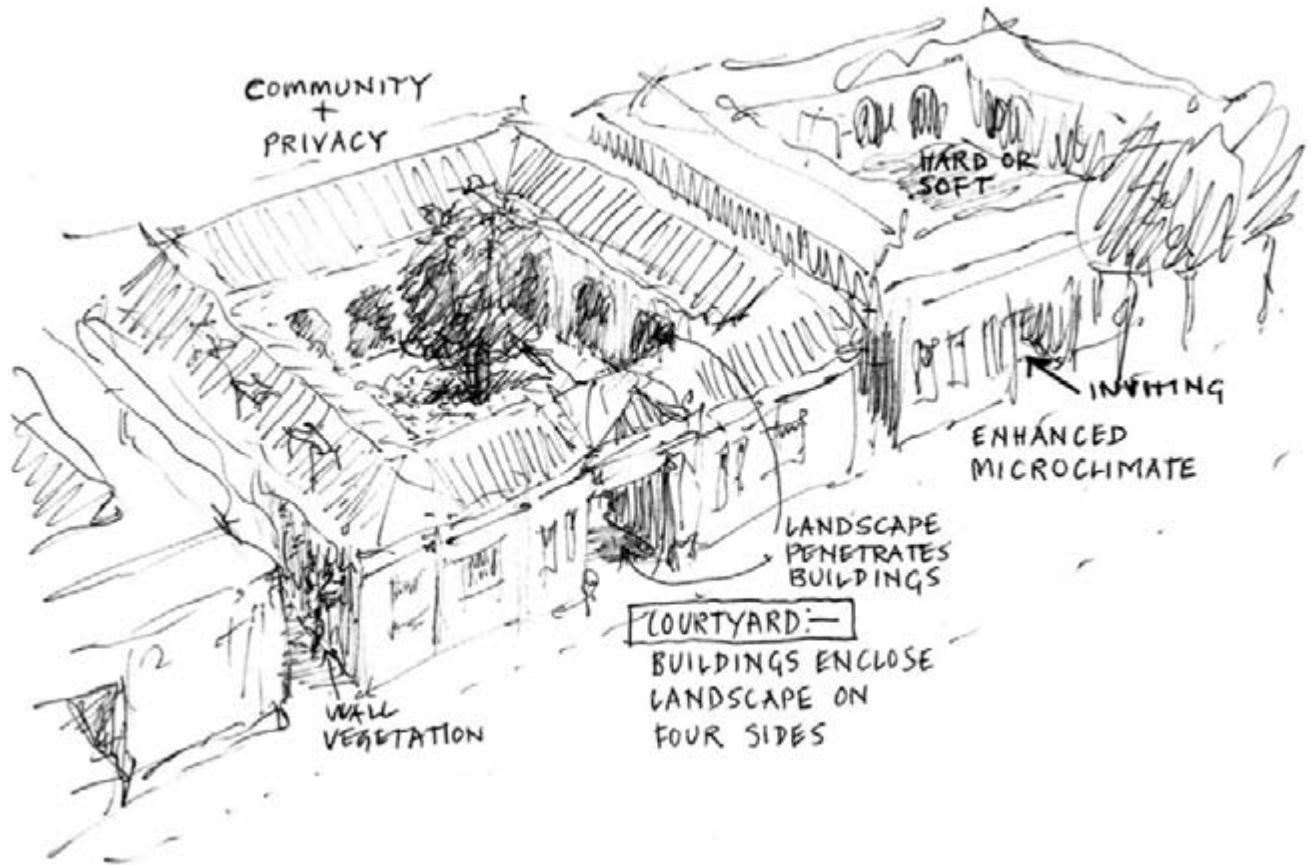 COMMUNITY
+
PRIVACY
HARD OR
SOFT
INVITING
ENHANCED
MICROCLIMATE
LANDSCAPE
PENETRATES
BUILDINGS
COURTYARD:—
BUILDINGS ENCLOSE
LANDSCAPE ON
FOUR SIDES
WALL
VEGETATION